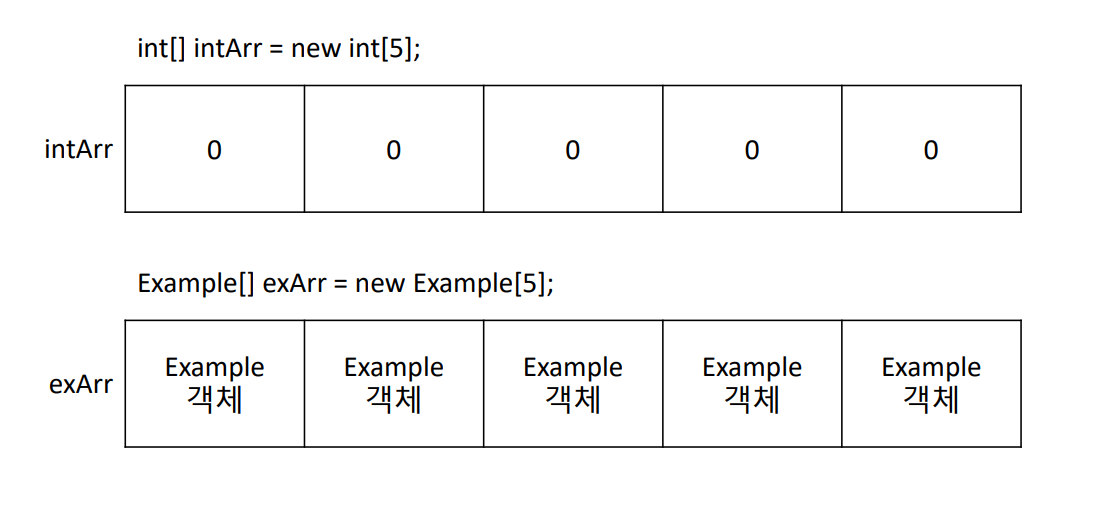 int[] intArr = new int[5];
intArr
0 0 0 0 0
Example[] exArr = new Example[5];
exArr
Example Example Example Example Example
객체 객체 객체 객체 객체